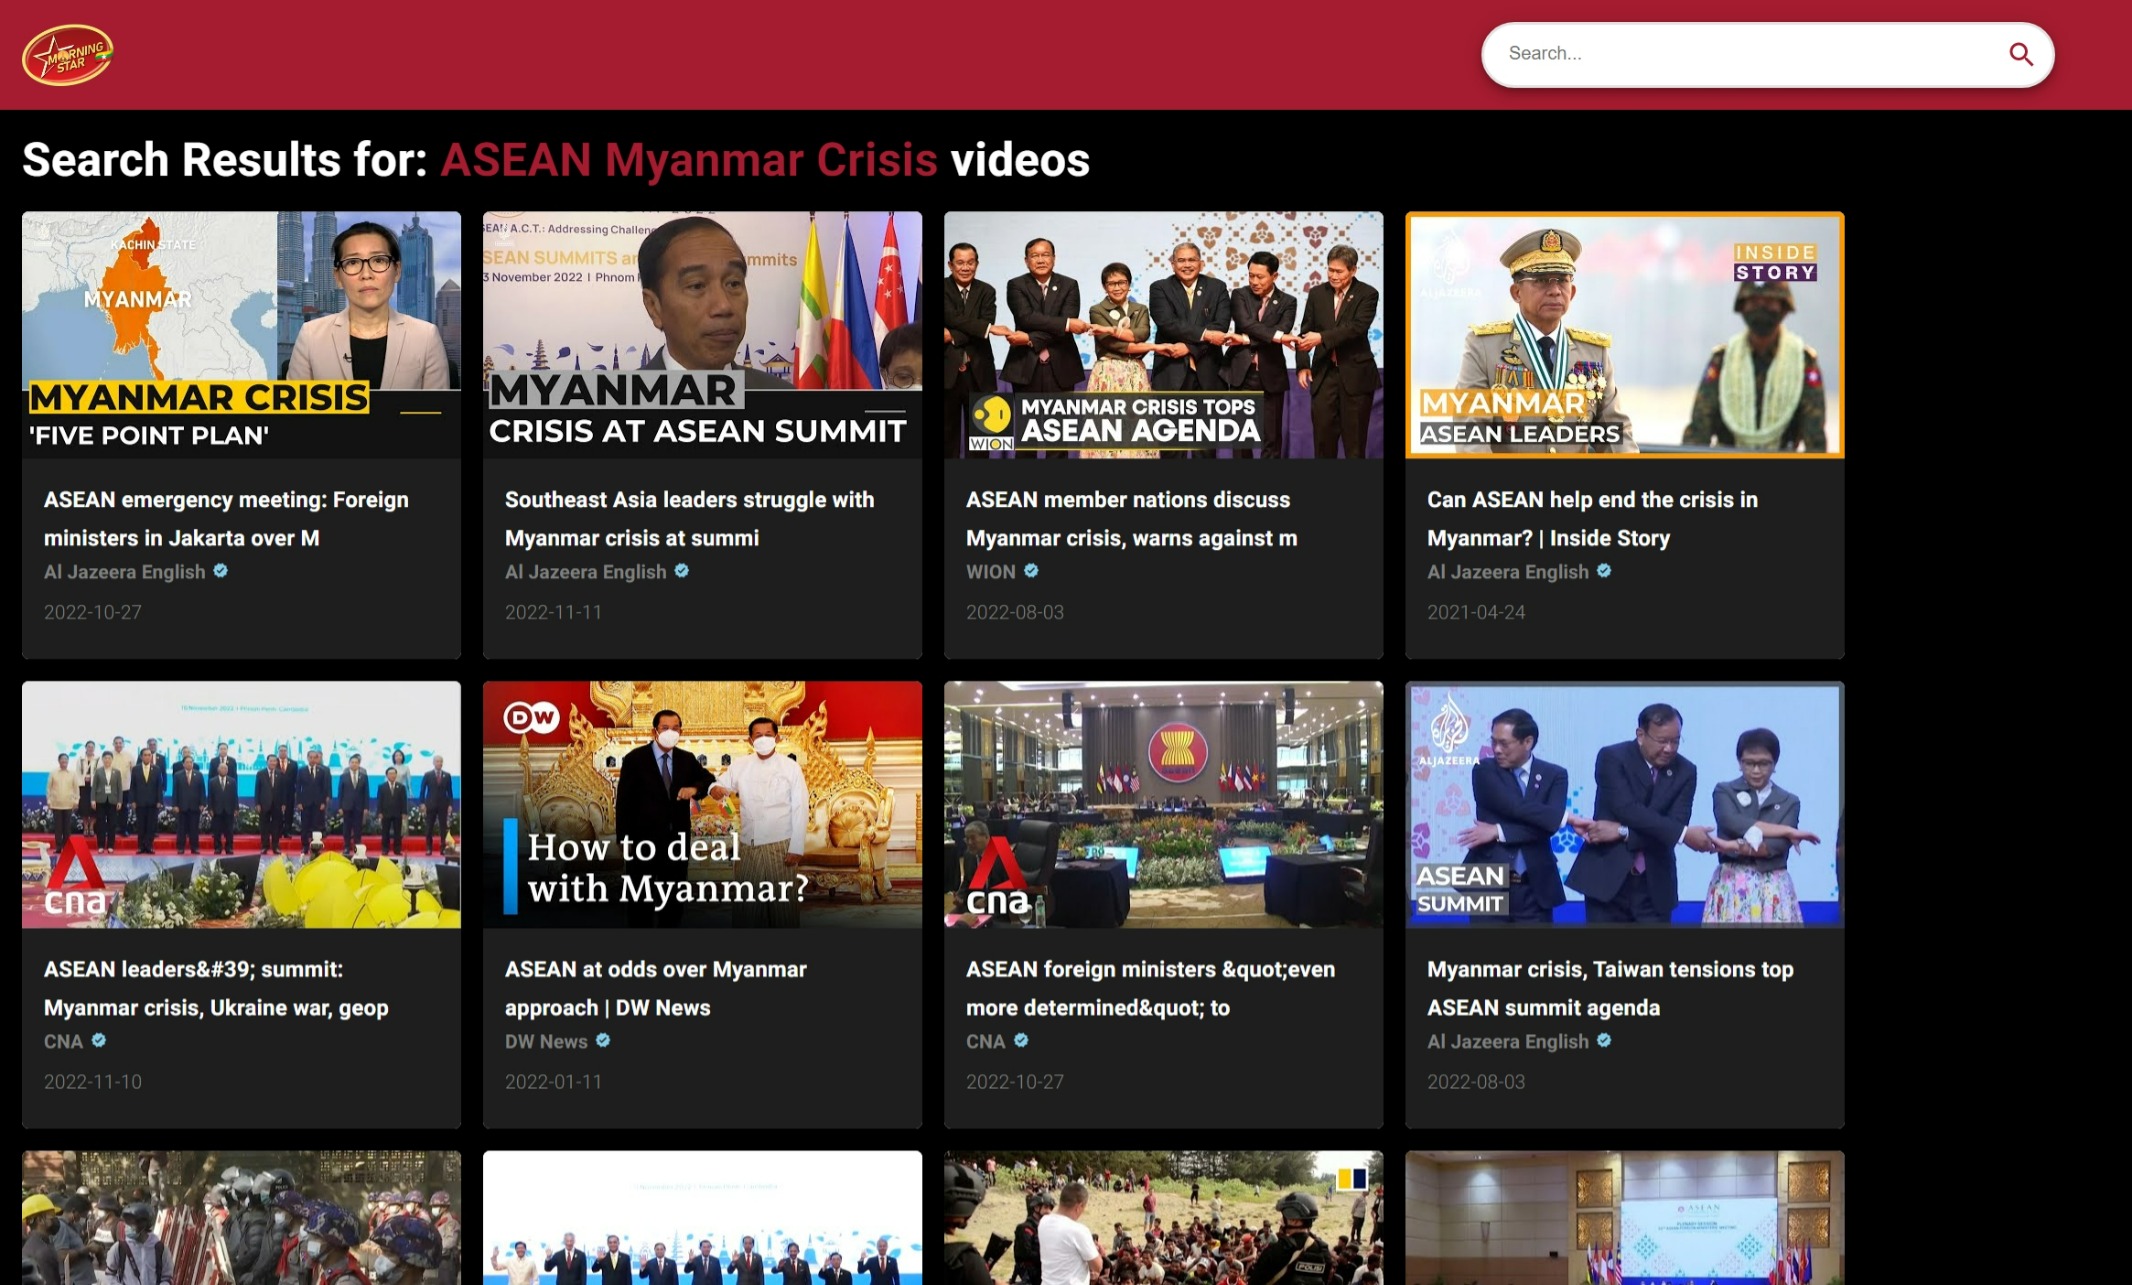 MORNING
STAR
Search...
Search Results for: ASEAN Myanmar Crisis videos
KACHIN STATE
MYANMAR
MYANMAR CRISIS
'FIVE POINT PLAN'
A.C.T.: Addressing
SUMMITS
November 2022 | Phnom
MYANMAR
CRISIS AT ASEAN SUMMIT
WION
MYANMAR CRISIS TOPS
ASEAN AGENDA
ALJAZEERA
INSIDE
STORY
MYANMAR
ASEAN LEADERS
ASEAN emergency meeting: Foreign
ministers in Jakarta over M
Al Jazeera English
2022-10-27
Southeast Asia leaders struggle with
Myanmar crisis at summi
Al Jazeera English
2022-11-11
ASEAN member nations discuss
Myanmar crisis, warns against m
WION
2022-08-03
Can ASEAN help end the crisis in
Myanmar? | Inside Story
Al Jazeera English
2021-04-24
cna
DW
How to deal
with Myanmar?
cna
ALJAZEERA
ASEAN
SUMMIT
ASEAN leaders&#39; summit:
Myanmar crisis, Ukraine war, geop
CNA
2022-11-10
ASEAN at odds over Myanmar
approach | DW News
DW News
2022-01-11
ASEAN foreign ministers &quot;even
more determined&quot; to
CNA
2022-10-27
Myanmar crisis, Taiwan tensions top
ASEAN summit agenda
Al Jazeera English
2022-08-03
POLISI
ASEAN